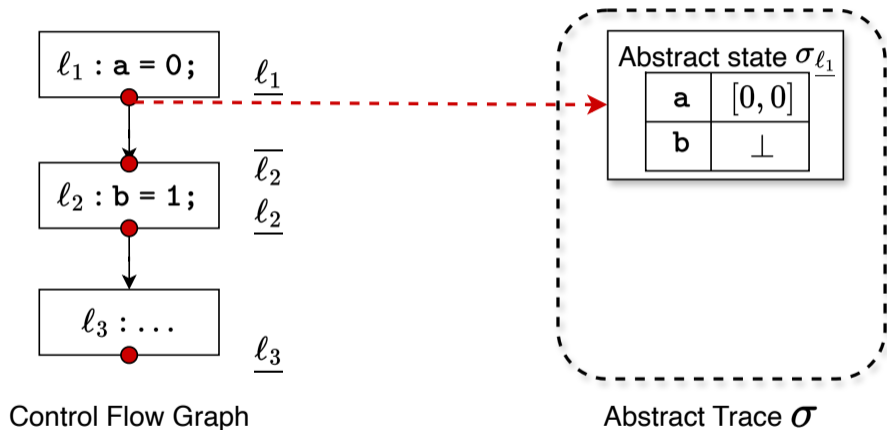 ℓ₁ : a = 0;
ℓ₁
ℓ₂
ℓ₂ : b = 1;
ℓ₂
ℓ₃ : ...
ℓ₃
Control Flow Graph
Abstract state σℓ₁
a [0, 0]
b ⊥
Abstract Trace σ